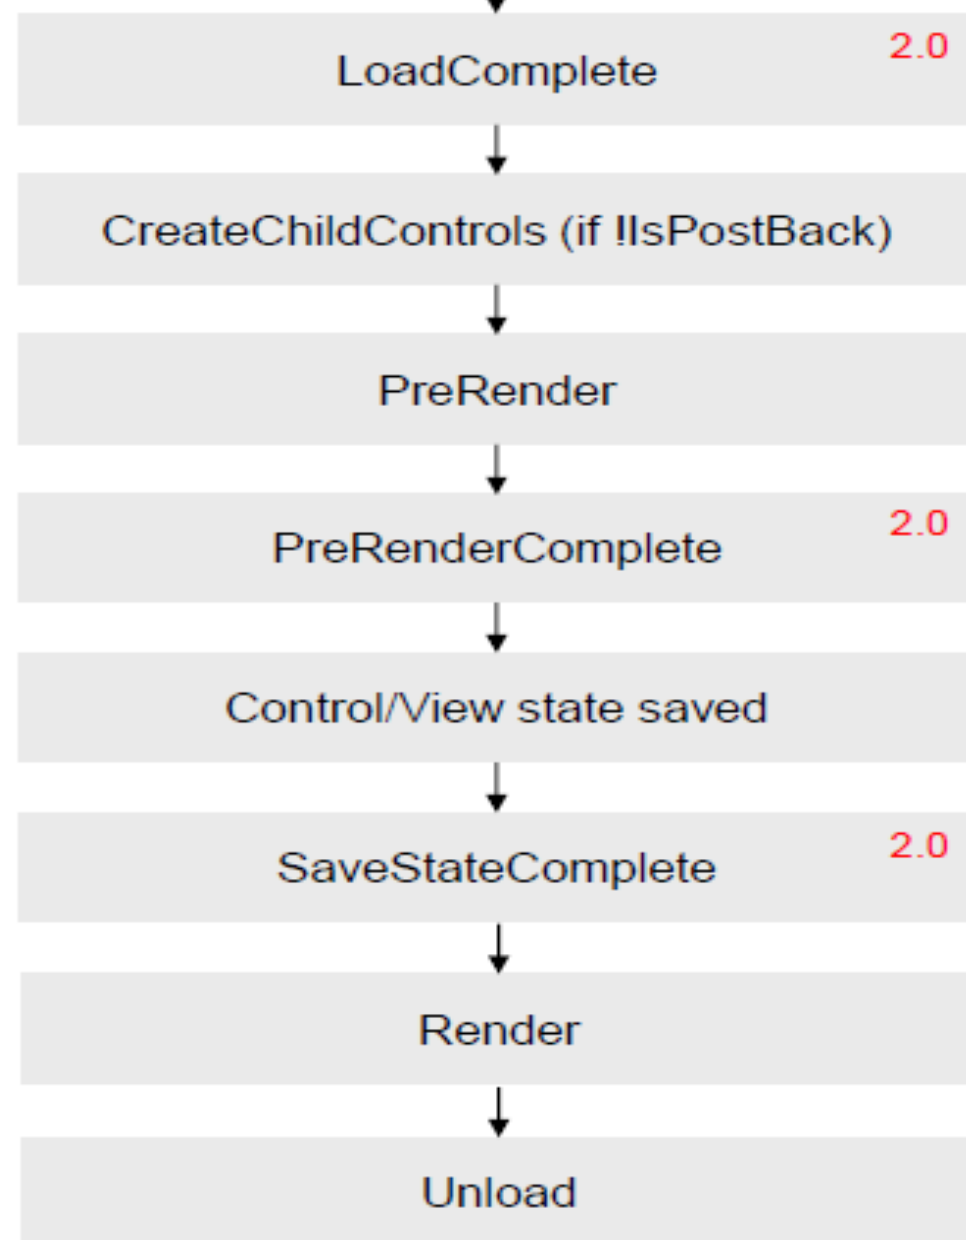 2.0
LoadComplete
CreateChildControls (if !IsPostBack)
PreRender
2.0
PreRenderComplete
Control/View state saved
2.0
SaveStateComplete
Render
Unload